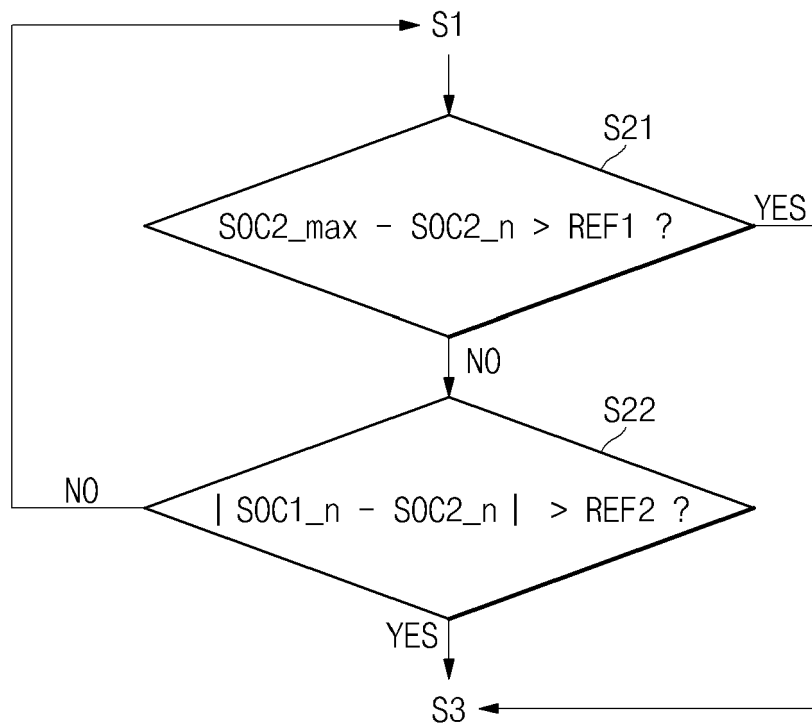 S1
S21
SOC2_max - SOC2_n > REF1 ?
YES
NO
S22
NO
| SOC1_n - SOC2_n | > REF2 ?
YES
S3